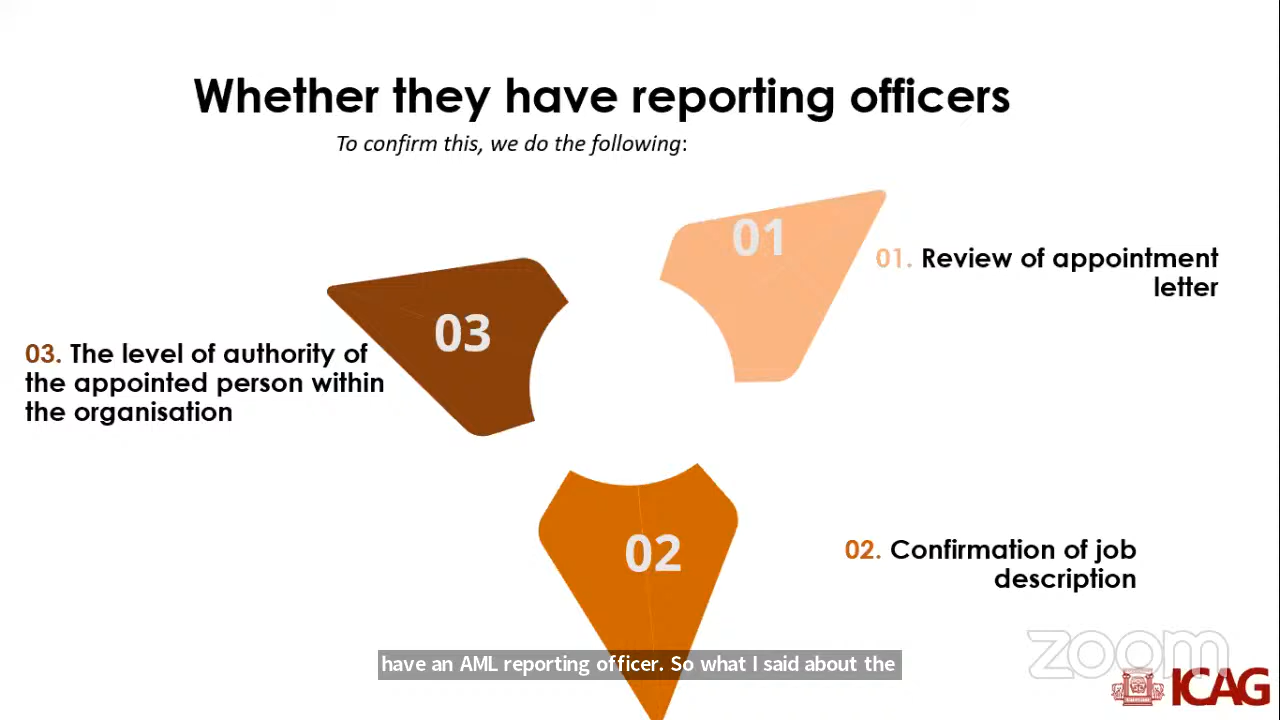 Whether they have reporting officers
To confirm this, we do the following:
01
01. Review of appointment
letter
03
03. The level of authority of
the appointed person within
the organisation
02
02. Confirmation of job
description
have an AML reporting officer. So what I said about the
zoom
ICAG